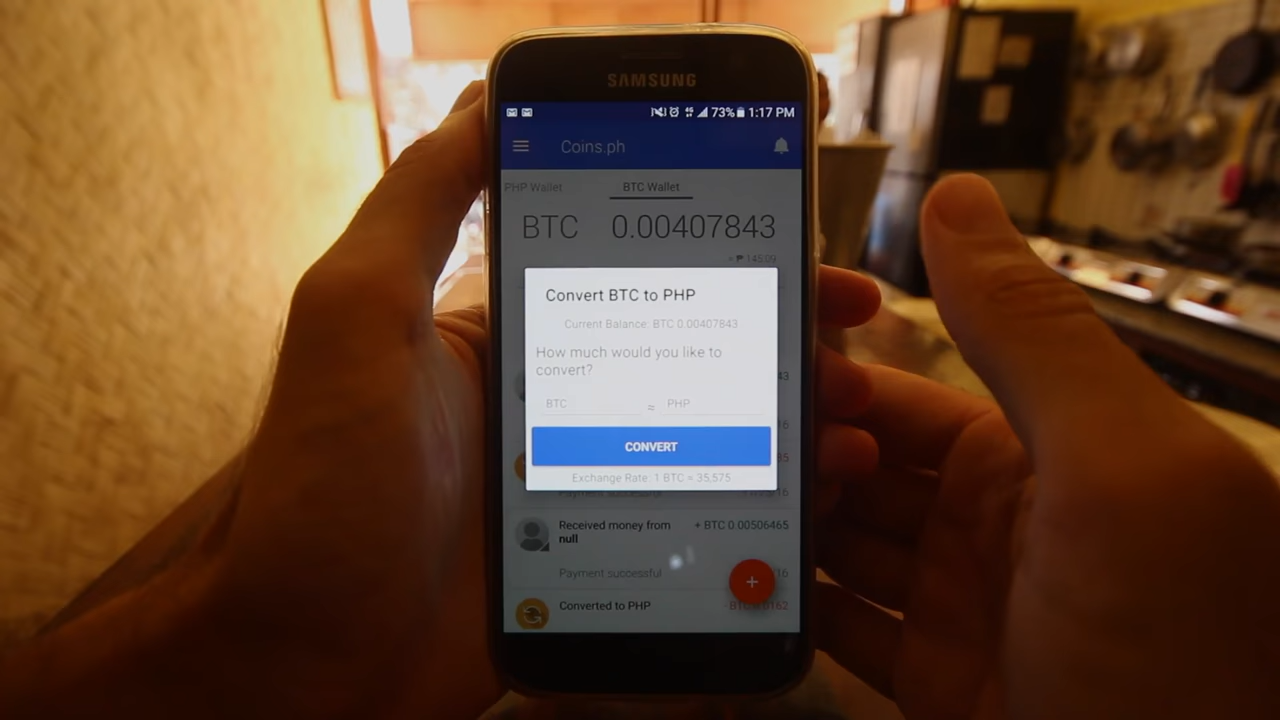 SAMSUNG
73% 1:17 PM
Coins.ph
PHP Wallet BTC Wallet
BTC 0.00407843
≈ ₱ 145.09
Convert BTC to PHP
Current Balance: BTC 0.00407843
How much would you like to
convert?
BTC ≈ PHP
CONVERT
Exchange Rate: 1 BTC = 35,575
Payment successful
Received money from + BTC 0.00506465
null
Payment successful
Converted to PHP